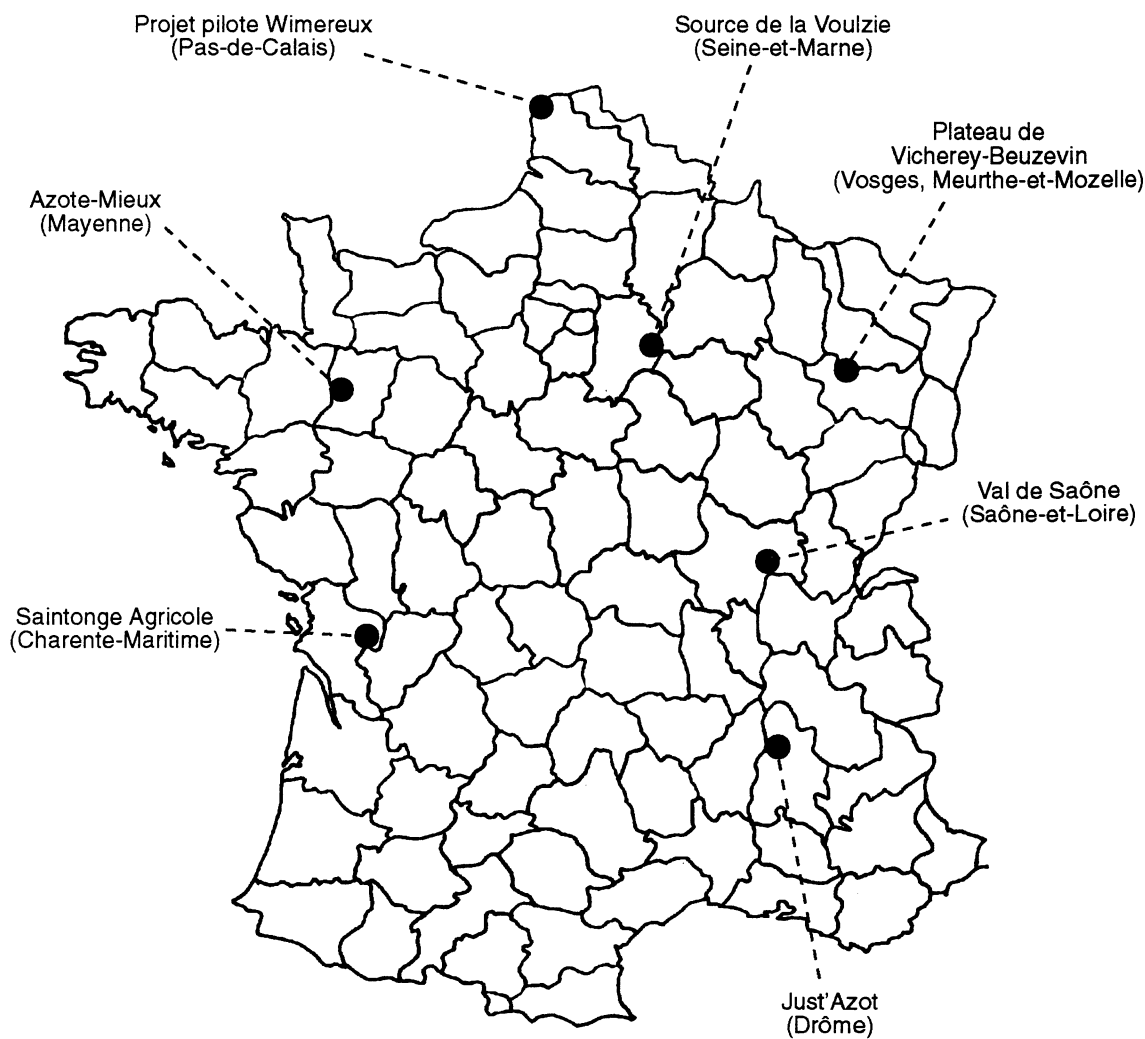 Projet pilote Wimereux
(Pas-de-Calais)
Source de la Voulzie
(Seine-et-Marne)
Plateau de
Vicherey-Beuzevin
(Vosges, Meurthe-et-Mozelle)
Azote-Mieux
(Mayenne)
Val de Saône
(Saône-et-Loire)
Saintonge Agricole
(Charente-Maritime)
Just'Azot
(Drôme)